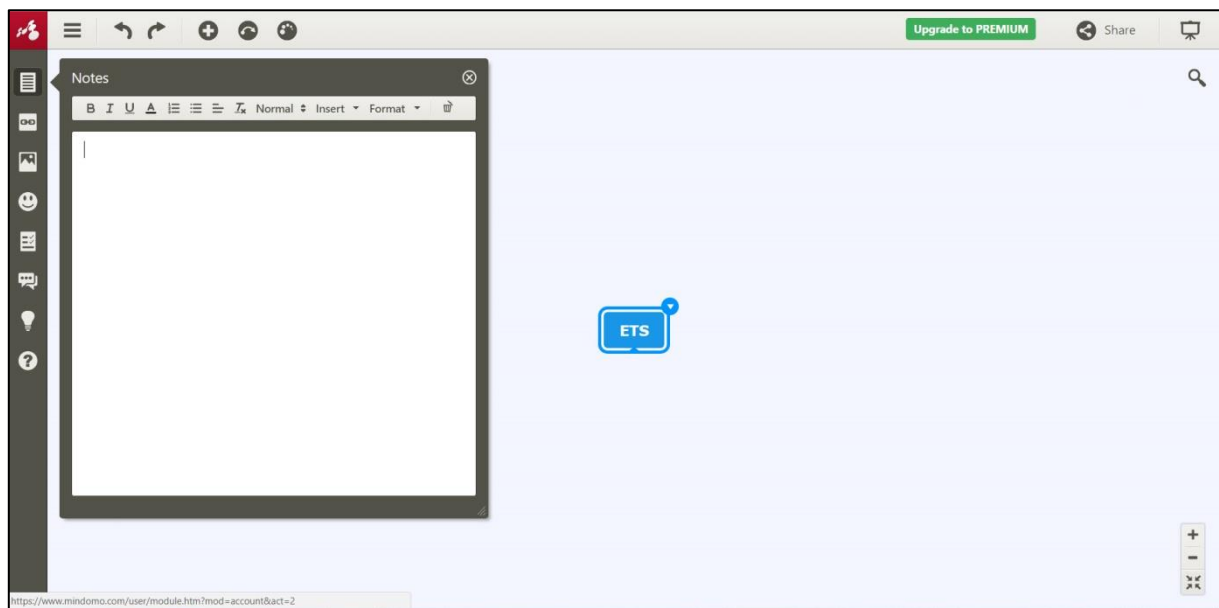 Upgrade to PREMIUM Share
Notes
B I U A Tx Normal Insert Format
ETS
https://www.mindomo.com/user/module.htm?mod=account&act=2